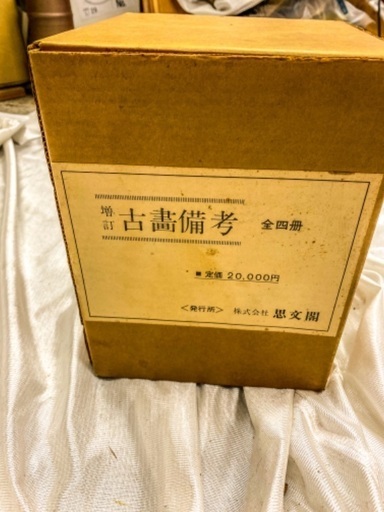 増訂 古畫備考 全四冊
■定価 20,000円
＜発行所＞ 株式会社 思文閣